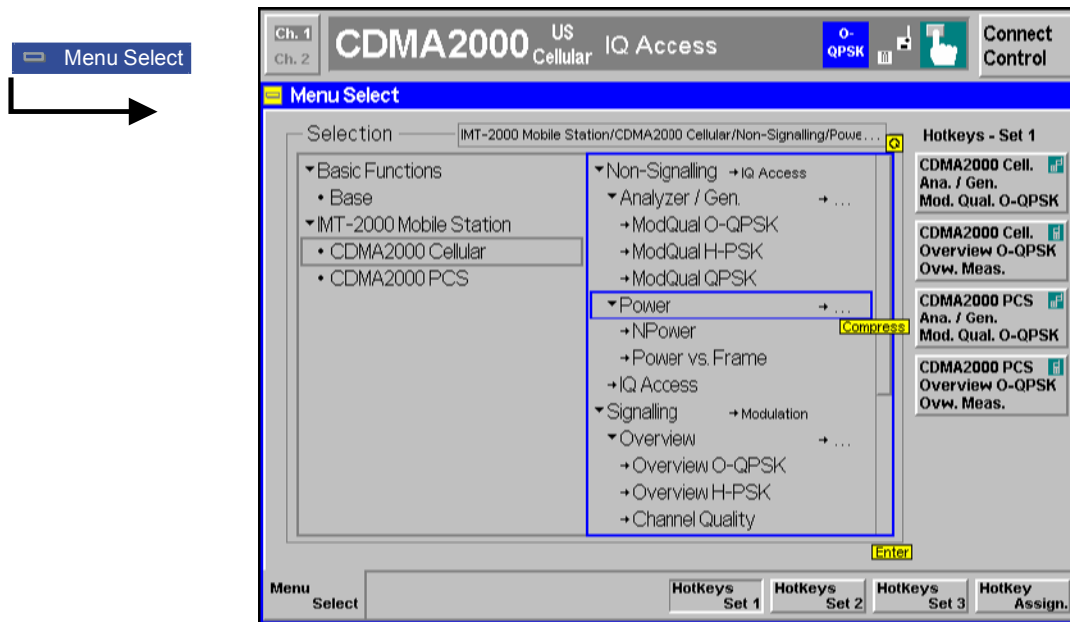 Menu Select
Ch. 1
Ch. 2
CDMA2000 US Cellular IQ Access
O-QPSK
Connect Control
Menu Select
Selection
IMT-2000 Mobile Station/CDMA2000 Cellular/Non-Signalling/Powe...
Q
Hotkeys - Set 1
Basic Functions
• Base
IMT-2000 Mobile Station
• CDMA2000 Cellular
• CDMA2000 PCS
Non-Signalling → IQ Access
Analyzer / Gen. → ...
→ ModQual O-QPSK
→ ModQual H-PSK
→ ModQual QPSK
Power → ...
Compress
→ NPower
→ Power vs. Frame
→ IQ Access
Signalling → Modulation
Overview → ...
→ Overview O-QPSK
→ Overview H-PSK
→ Channel Quality
Enter
CDMA2000 Cell.
Ana. / Gen.
Mod. Qual. O-QPSK
CDMA2000 Cell.
Overview O-QPSK
Ovw. Meas.
CDMA2000 PCS
Ana. / Gen.
Mod. Qual. O-QPSK
CDMA2000 PCS
Overview O-QPSK
Ovw. Meas.
Menu Select
Hotkeys Set 1
Hotkeys Set 2
Hotkeys Set 3
Hotkey Assign.